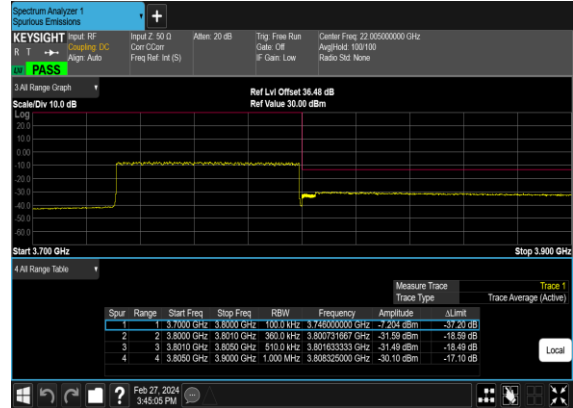 Spectrum Analyzer 1
Spurious Emissions
KEYSIGHT Input: RF Input Z: 50 Ω Atten: 20 dB Trig: Free Run Center Freq: 22.005000000 GHz
R T Coupling: DC Corr CCorr Gate: Off Avg|Hold: 100/100
Align: Auto Freq Ref: Int (S) IF Gain: Low Radio Std: None
PASS
3 All Range Graph
Ref Lvl Offset 36.48 dB
Scale/Div 10.0 dB Ref Value 30.00 dBm
Log
20.0
10.0
0.00
-10.0
-20.0
-30.0
-40.0
-50.0
-60.0
Start 3.700 GHz Stop 3.900 GHz
4 All Range Table
Measure Trace Trace 1
Trace Type Trace Average (Active)
Spur Range Start Freq Stop Freq RBW Frequency Amplitude ΔLimit
1 1 3.7000 GHz 3.8000 GHz 100.0 kHz 3.746000000 GHz -7.204 dBm -37.20 dB
2 2 3.8000 GHz 3.8010 GHz 360.0 kHz 3.800731667 GHz -31.59 dBm -18.59 dB
3 3 3.8010 GHz 3.8050 GHz 510.0 kHz 3.801633333 GHz -31.49 dBm -18.49 dB
4 4 3.8050 GHz 3.9000 GHz 1.000 MHz 3.808325000 GHz -30.10 dBm -17.10 dB
Local
? Feb 27, 2024
3:45:05 PM